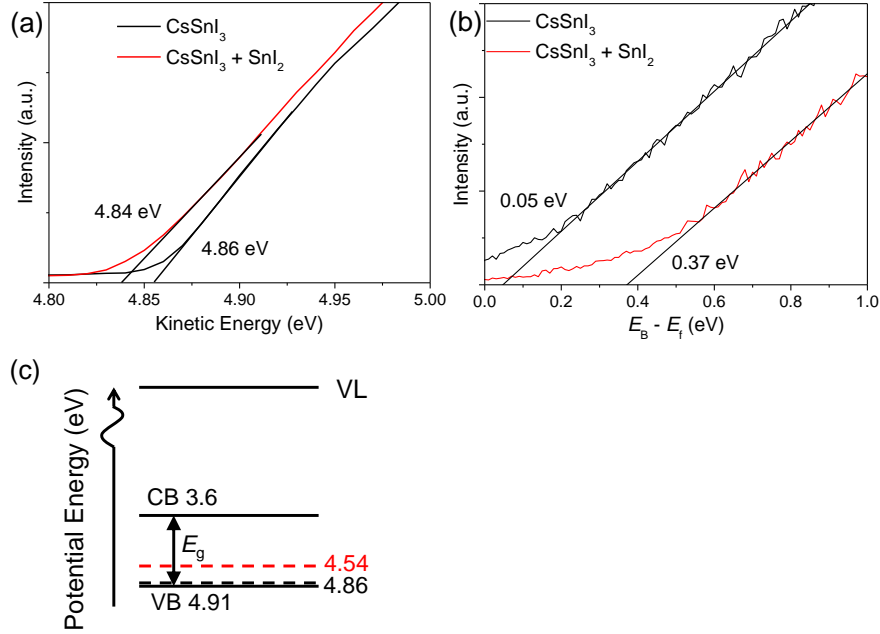 (a)
CsSnI3
CsSnI3 + SnI2
4.84 eV
4.86 eV
Intensity (a.u.)
4.80 4.85 4.90 4.95 5.00
Kinetic Energy (eV)
(b)
CsSnI3
CsSnI3 + SnI2
0.05 eV
0.37 eV
Intensity (a.u.)
0.0 0.2 0.4 0.6 0.8 1.0
EB - Ef (eV)
(c)
Potential Energy (eV)
VL
CB 3.6
Eg
4.54
4.86
VB 4.91